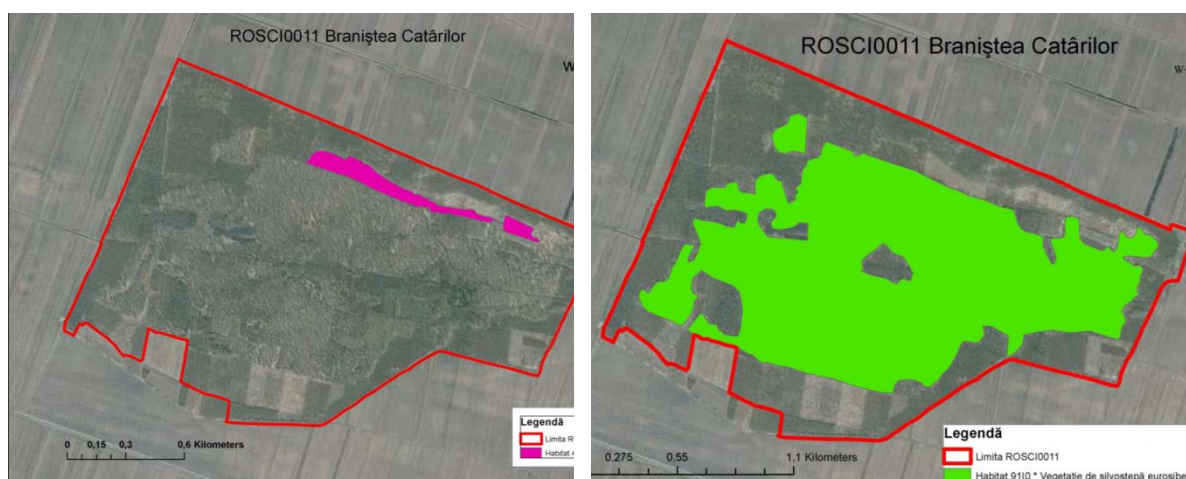 ROSCI0011 Braniştea Catârilor
W
0 0,15 0,3 0,6 Kilometers
Legendă
Limita R
Habitat 4
ROSCI0011 Braniştea Catârilor
W-
0.275 0,55 1,1 Kilometers
Legendă
Limita ROSCI0011
Habitat 91I0 * Vegetaţie de silvostepă eurosibe